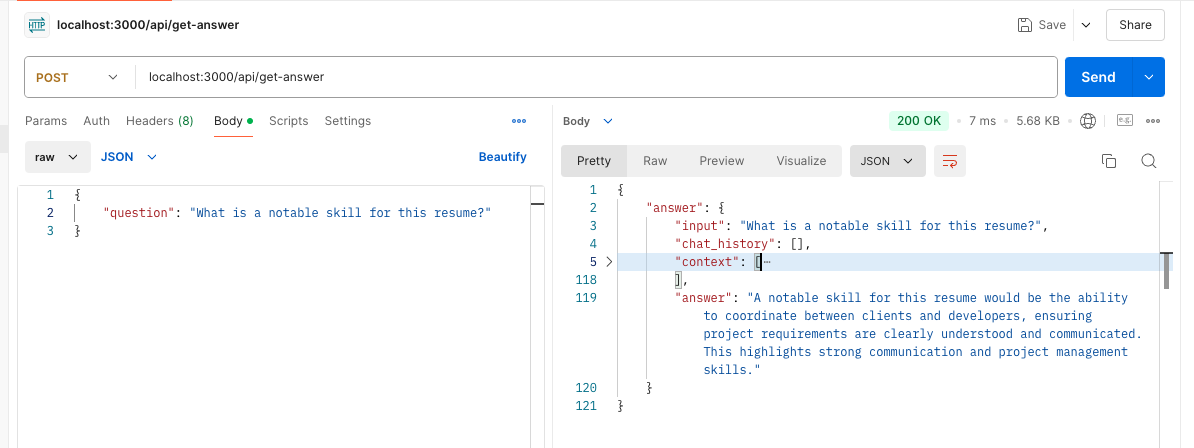 HTTP localhost:3000/api/get-answer Save Share
POST localhost:3000/api/get-answer Send
Params Auth Headers (8) Body Scripts Settings
raw JSON Beautify
1 {
2 "question": "What is a notable skill for this resume?"
3 }
Body 200 OK 7 ms 5.68 KB e.g.
Pretty Raw Preview Visualize JSON
1 {
2 "answer": {
3 "input": "What is a notable skill for this resume?",
4 "chat_history": [],
5 "context": [⋯
118 ],
119 "answer": "A notable skill for this resume would be the ability
to coordinate between clients and developers, ensuring
project requirements are clearly understood and communicated.
This highlights strong communication and project management
skills."
120 }
121 }